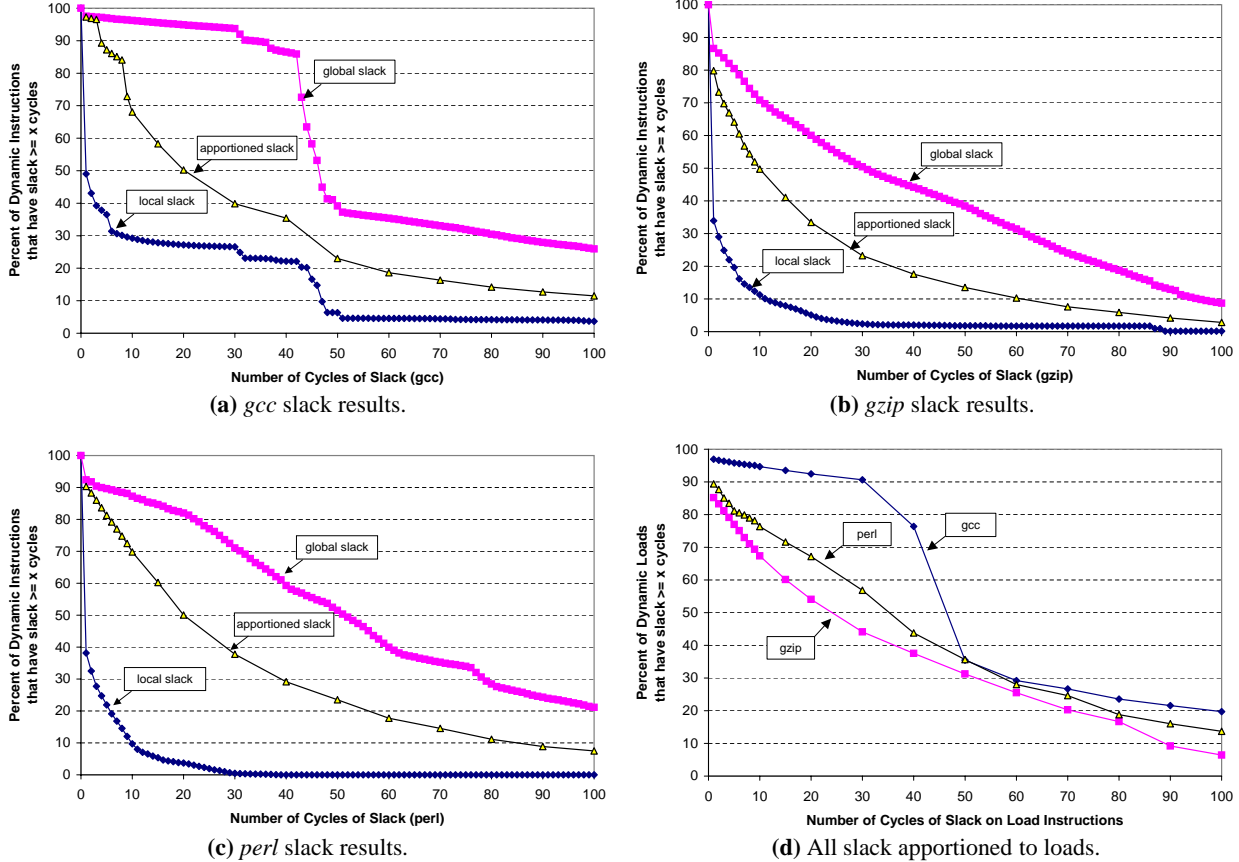 Percent of Dynamic Instructions
that have slack >= x cycles
100
90
80
70
60
50
40
30
20
10
0
global slack
apportioned slack
local slack
0 10 20 30 40 50 60 70 80 90 100
Number of Cycles of Slack (gcc)
(a) gcc slack results.
Percent of Dynamic Instructions
that have slack >= x cycles
100
90
80
70
60
50
40
30
20
10
0
global slack
apportioned slack
local slack
0 10 20 30 40 50 60 70 80 90 100
Number of Cycles of Slack (gzip)
(b) gzip slack results.
Percent of Dynamic Instructions
that have slack >= x cycles
100
90
80
70
60
50
40
30
20
10
0
global slack
apportioned slack
local slack
0 10 20 30 40 50 60 70 80 90 100
Number of Cycles of Slack (perl)
(c) perl slack results.
Percent of Dynamic Loads
that have slack >= x cycles
100
90
80
70
60
50
40
30
20
10
0
gcc
perl
gzip
0 10 20 30 40 50 60 70 80 90 100
Number of Cycles of Slack on Load Instructions
(d) All slack apportioned to loads.